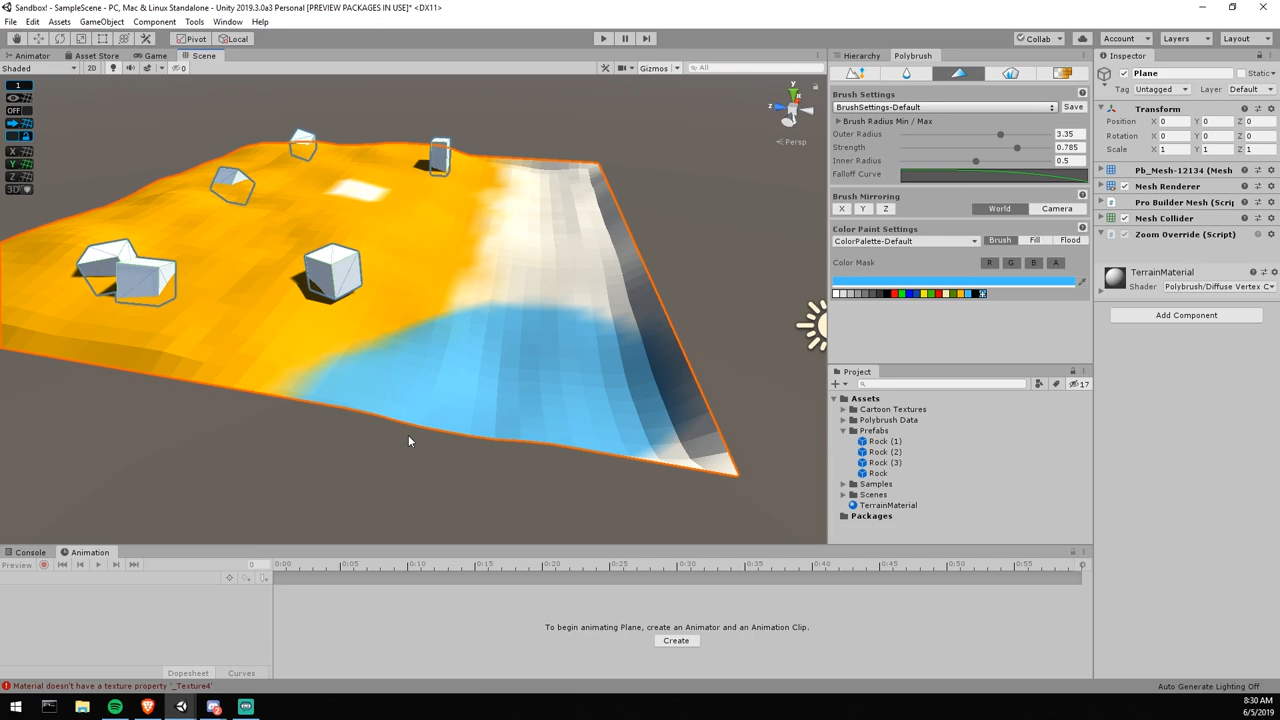 Sandbox! - SampleScene - PC, Mac & Linux Standalone - Unity 2019.3.0a3 Personal [PREVIEW PACKAGES IN USE]* <DX11>
File Edit Assets GameObject Component Tools Window Help
Pivot Local Collab Account Layers Layout
Animator Asset Store Game Scene
Shaded 2D 0 Gizmos All
1
OFF
X
Y
Z
3D
y
x
z
Persp
Hierarchy Polybrush
Brush Settings
BrushSettings-Default Save
Brush Radius Min / Max
Outer Radius 3.35
Strength 0.785
Inner Radius 0.5
Falloff Curve
Brush Mirroring
X Y Z World Camera
Color Paint Settings
ColorPalette-Default Brush Fill Flood
Color Mask R G B A
Project
17
Assets
Cartoon Textures
Polybrush Data
Prefabs
Rock (1)
Rock (2)
Rock (3)
Rock
Samples
Scenes
TerrainMaterial
Packages
Inspector
Plane Static
Tag Untagged Layer Default
Transform
Position X 0 Y 0 Z 0
Rotation X 0 Y 0 Z 0
Scale X 1 Y 1 Z 1
Pb_Mesh-12134 (Mesh
Mesh Renderer
Pro Builder Mesh (Scrip
Mesh Collider
Zoom Override (Script)
TerrainMaterial
Shader Polybrush/Diffuse Vertex C
Add Component
Console Animation
Preview 0 0:00 0:05 0:10 0:15 0:20 0:25 0:30 0:35 0:40 0:45 0:50 0:55
To begin animating Plane, create an Animator and an Animation Clip.
Create
Dopesheet Curves
Material doesn't have a texture property '_Texture4'
Auto Generate Lighting Off
8:30 AM
6/5/2019